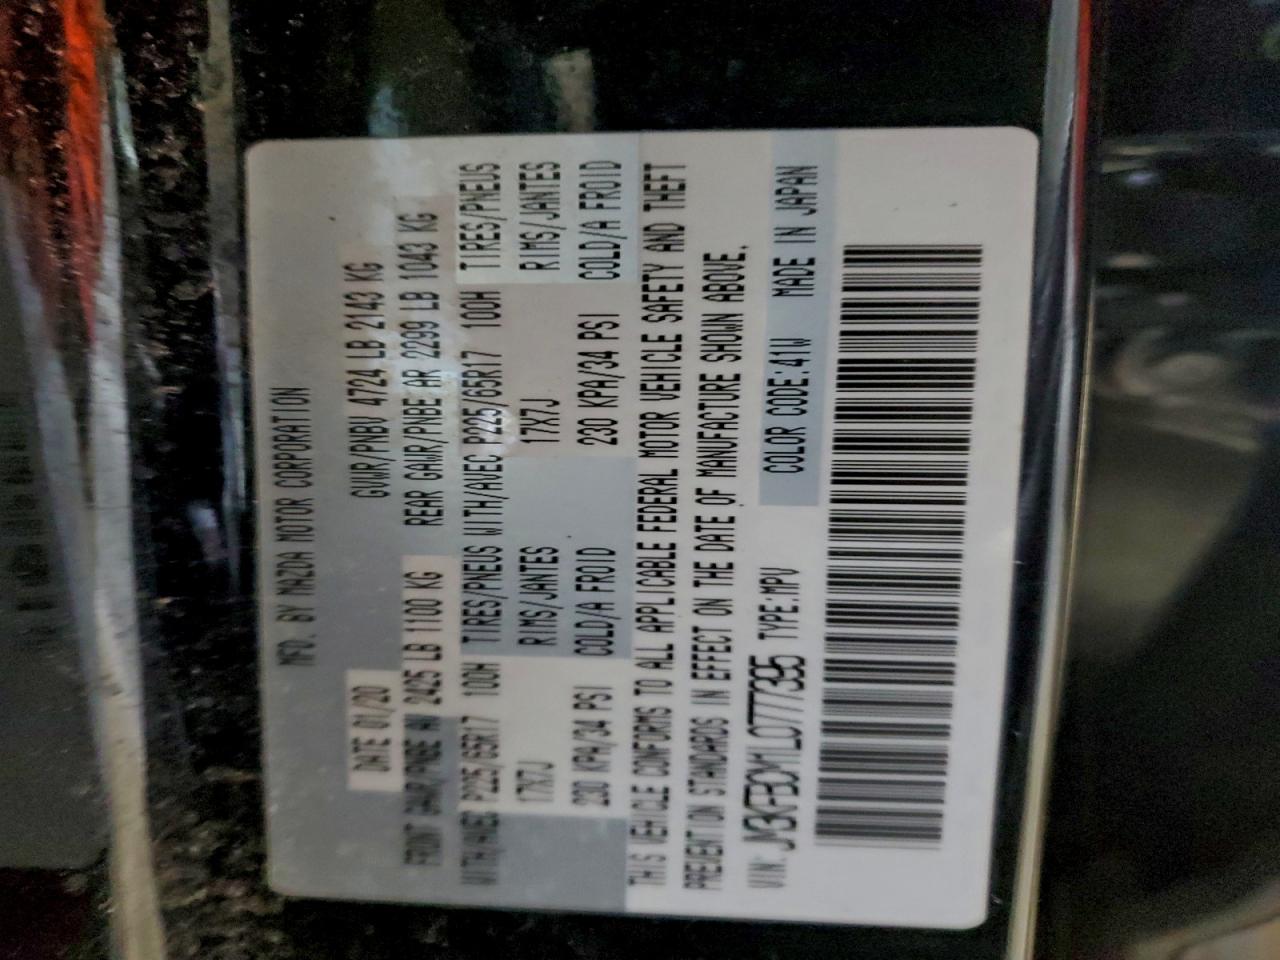 MFD. BY MAZDA MOTOR CORPORATION
DATE 01/20 GVWR/PNBV 4724 LB 2143 KG
FRONT GAWR/PNBE AV 2425 LB 1100 KG REAR GAWR/PNBE AR 2299 LB 1043 KG
WITH/AVEC P225/65R17 100H TIRES/PNEUS WITH/AVEC P225/65R17 100H TIRES/PNEUS
17X7J RIMS/JANTES 17X7J RIMS/JANTES
230 KPA/34 PSI COLD/A FROID 230 KPA/34 PSI COLD/A FROID
THIS VEHICLE CONFORMS TO ALL APPLICABLE FEDERAL MOTOR VEHICLE SAFETY AND THEFT
PREVENTION STANDARDS IN EFFECT ON THE DATE OF MANUFACTURE SHOWN ABOVE.
VIN: JM3KFBCY1L0777395 TYPE:MPV COLOR CODE:41W MADE IN JAPAN